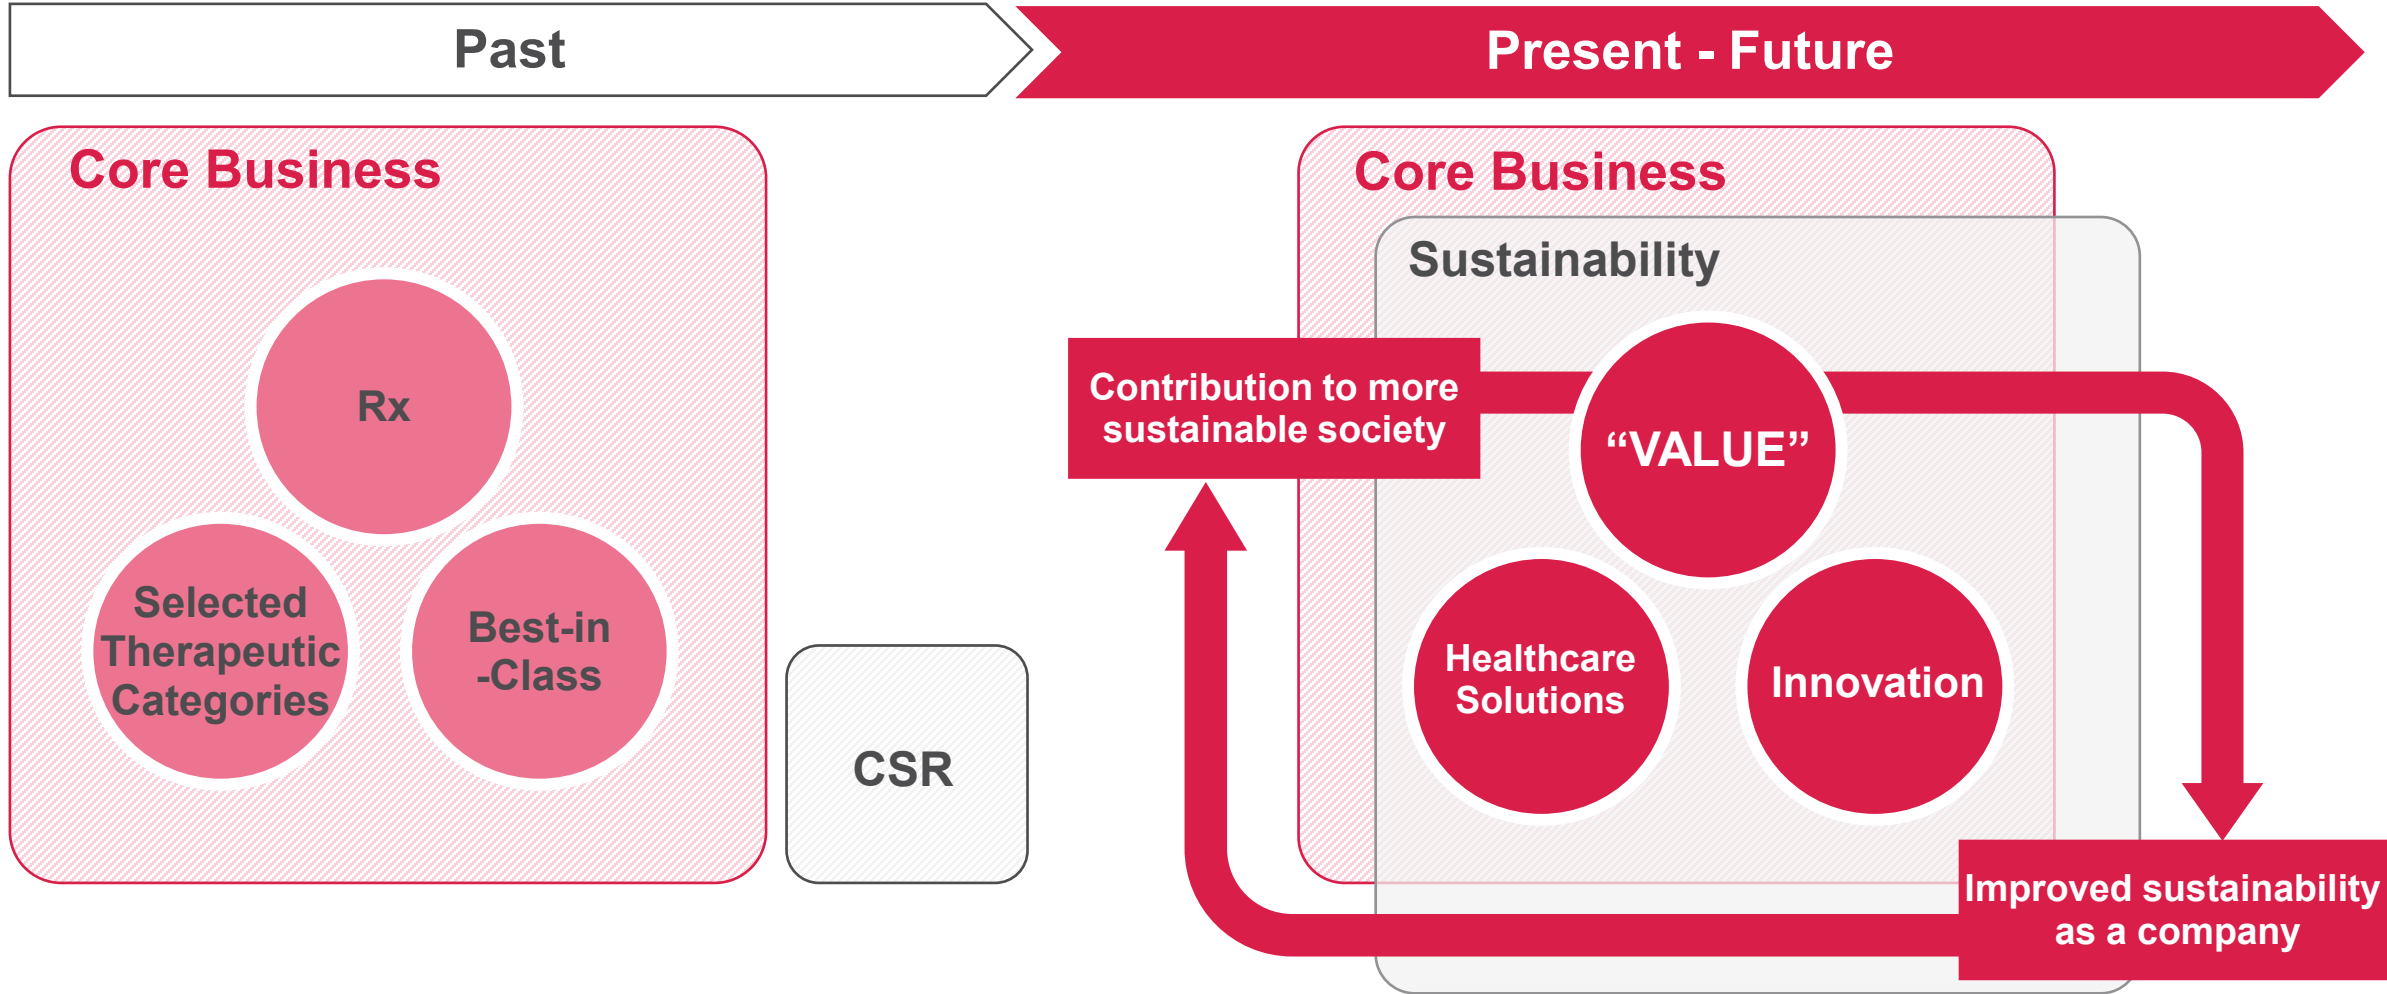 Past
Present - Future
Core Business
Rx
Selected
Therapeutic
Categories
Best-in
-Class
CSR
Core Business
Sustainability
Contribution to more
sustainable society
“VALUE”
Healthcare
Solutions
Innovation
Improved sustainability
as a company